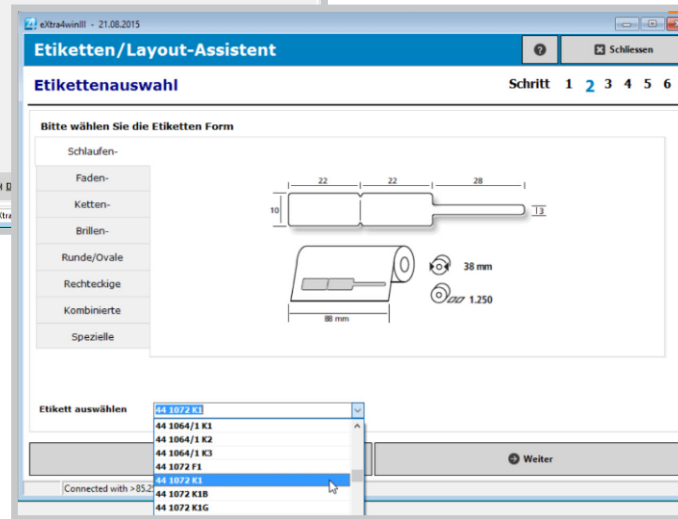 eXtra4winIII - 21.08.2015
Etiketten/Layout-Assistent
Schliessen
Etikettenauswahl
Schritt 1 2 3 4 5 6
Bitte wählen Sie die Etiketten Form
Schlaufen-
Faden-
Ketten-
Brillen-
Runde/Ovale
Rechteckige
Kombinierte
Spezielle
22 22 28
10
13
38 mm
1.250
88 mm
Etikett auswählen
44 1072 K1
44 1064/1 K1
44 1064/1 K2
44 1064/1 K3
44 1072 F1
44 1072 K1
44 1072 K1B
44 1072 K1G
Weiter
Connected with >85.2